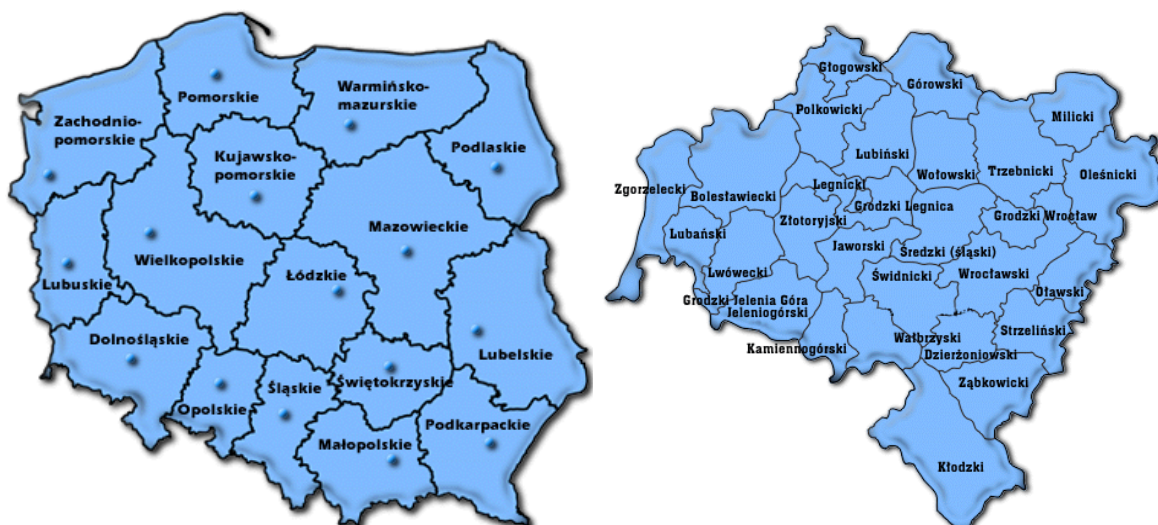 Pomorskie
Warmińsko-
mazurskie
Zachodnio-
pomorskie
Kujawsko-
pomorskie
Podlaskie
Mazowieckie
Wielkopolskie
Łódzkie
Lubuskie
Dolnośląskie
Lubelskie
Opolskie
Śląskie
Świętokrzyskie
Małopolskie
Podkarpackie
Głogowski
Górowski
Polkowicki
Milicki
Lubiński
Trzebnicki
Oleśnicki
Wołowski
Zgorzelecki
Bolesławiecki
Legnicki
Grodzki Legnica
Złotoryjski
Grodzki Wrocław
Lubański
Jaworski
Średzki (śląski)
Lwówecki
Świdnicki
Wrocławski
Oławski
Grodzki Jelenia Góra
Jeleniogórski
Strzeliński
Kamiennogórski
Wałbrzyski
Dzierżoniowski
Ząbkowicki
Kłodzki